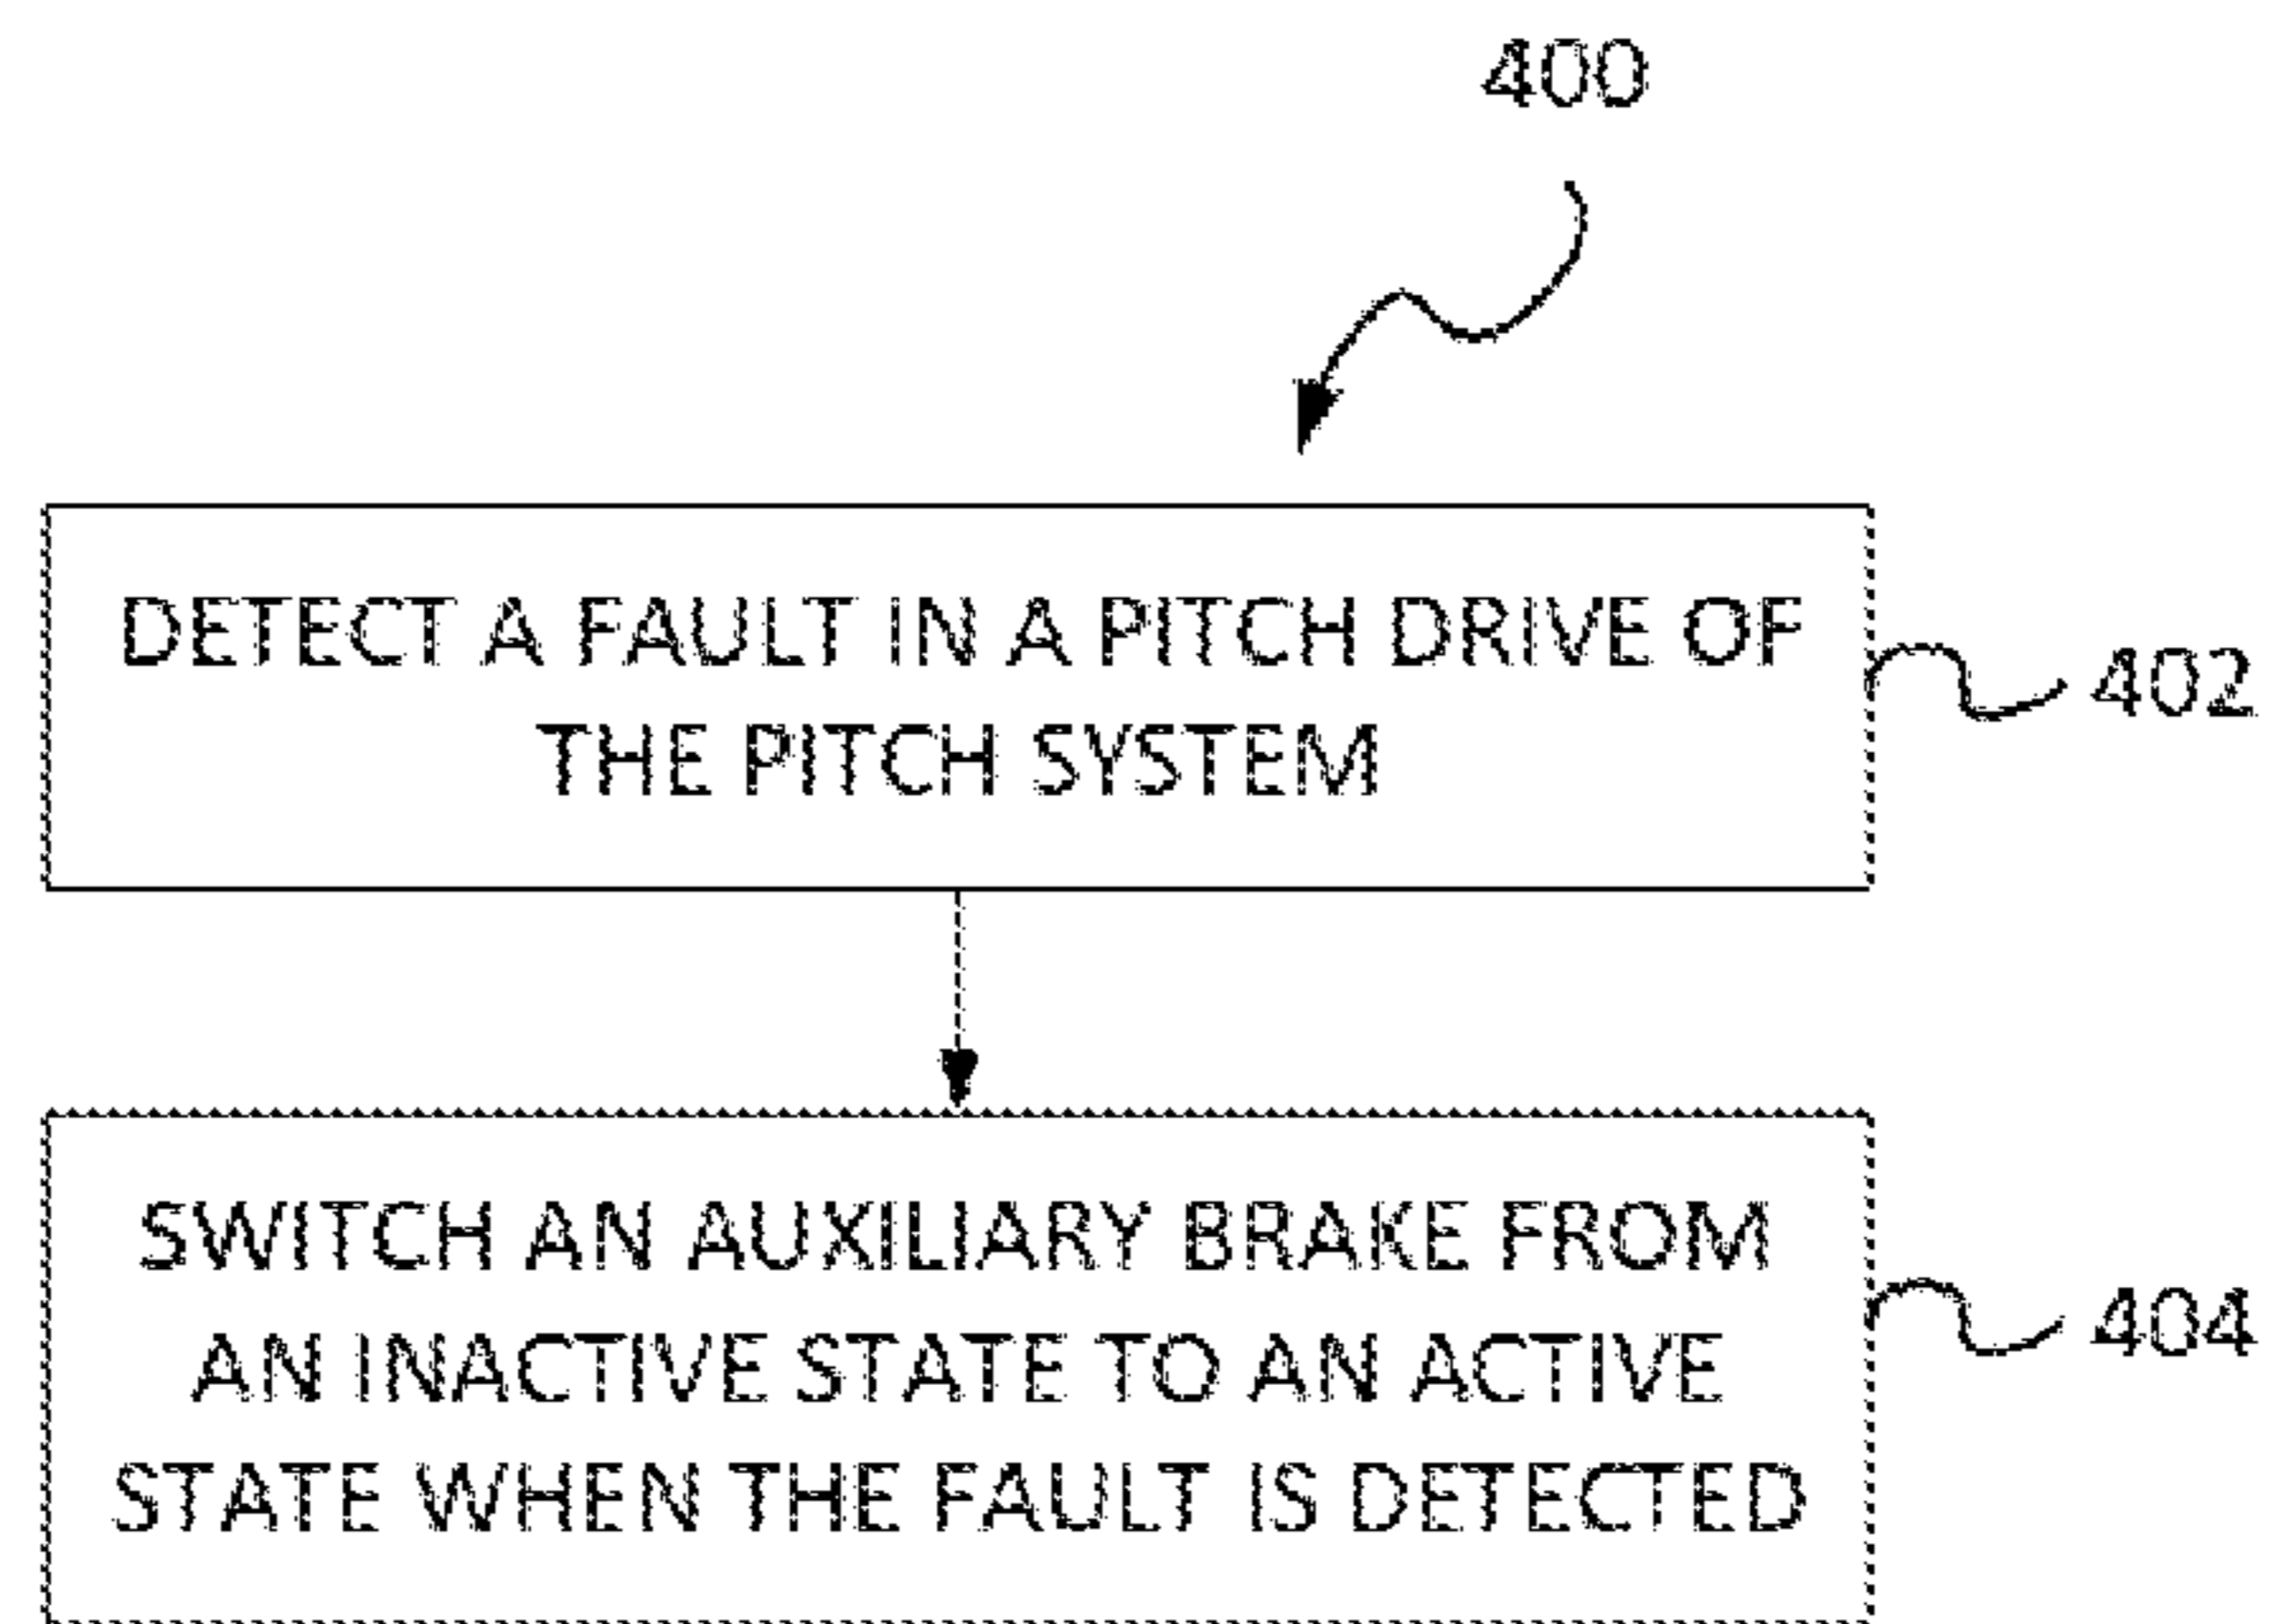 400
DETECT A FAULT IN A PITCH DRIVE OF
THE PITCH SYSTEM
402
SWITCH AN AUXILIARY BRAKE FROM
AN INACTIVE STATE TO AN ACTIVE
STATE WHEN THE FAULT IS DETECTED
404